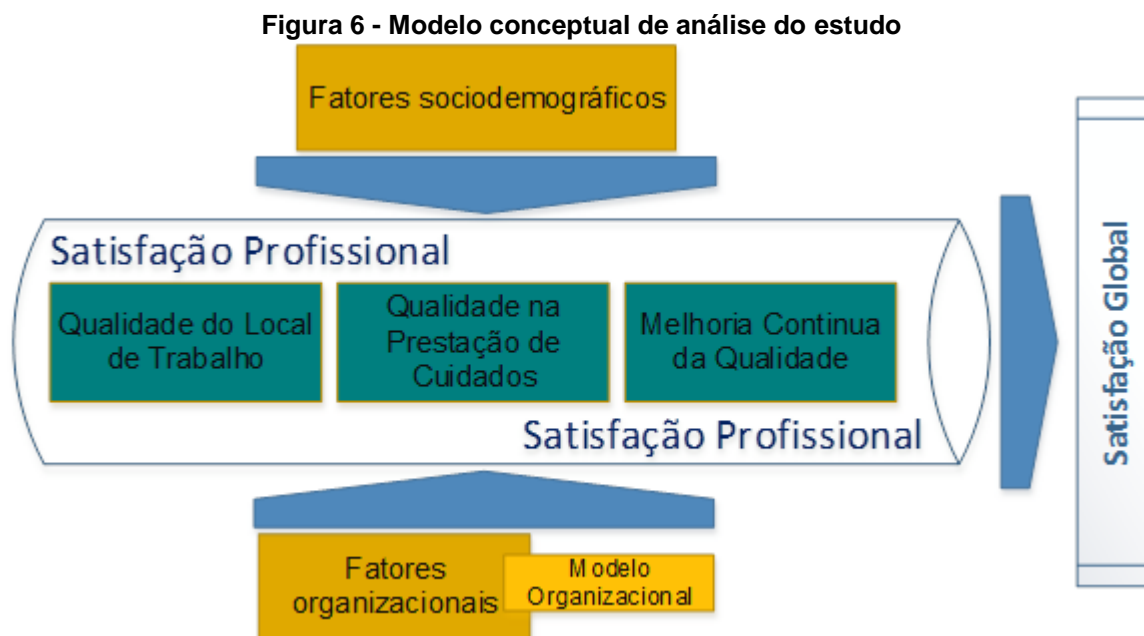 Figura 6 - Modelo conceptual de análise do estudo
Fatores sociodemográficos
Satisfação Profissional
Qualidade do Local
de Trabalho
Qualidade na
Prestação de
Cuidados
Melhoria Continua
da Qualidade
Satisfação Profissional
Satisfação Global
Fatores
organizacionais
Modelo
Organizacional